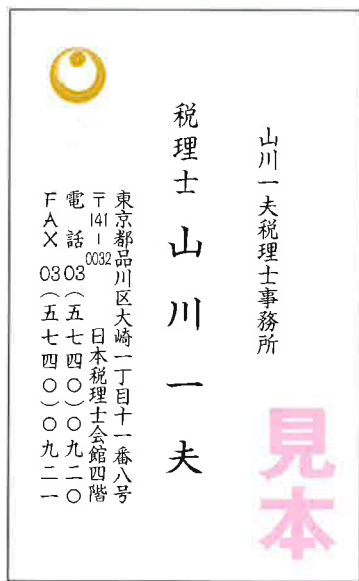 山川一夫税理士事務所
税理士 山川一夫
東京都品川区大崎一丁目十一番八号
〒141-0032 日本税理士会館四階
電話 03(五七四〇)〇九二〇
FAX 03(五七四〇)〇九二一
見本